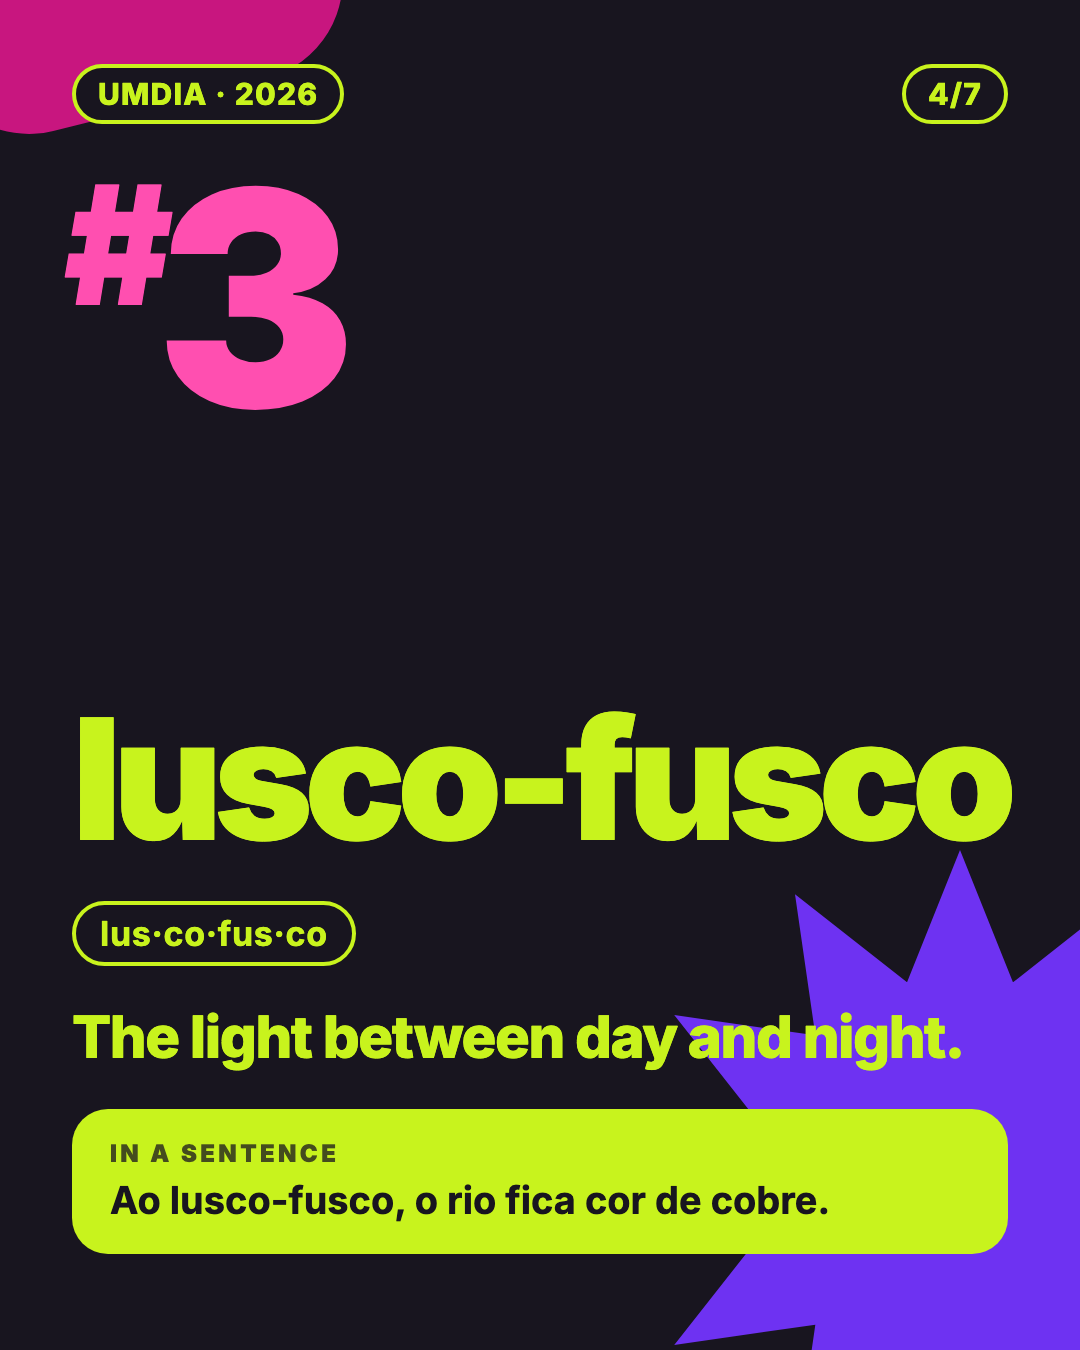 UMDIA · 2026
4/7
#3
lusco-fusco
lus·co·fus·co
The light between day and night.
IN A SENTENCE
Ao lusco-fusco, o rio fica cor de cobre.